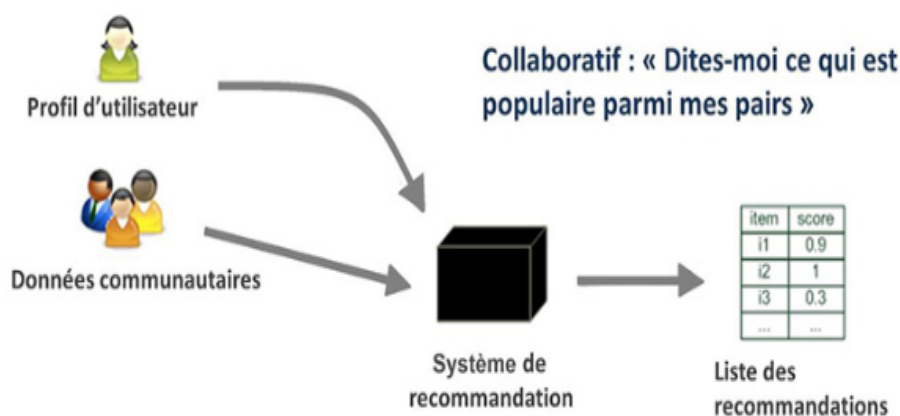 Collaboratif : « Dites-moi ce qui est
populaire parmi mes pairs »
Profil d'utilisateur
Données communautaires
Système de
recommandation
item score
i1 0.9
i2 1
i3 0.3
... ...
Liste des
recommandations